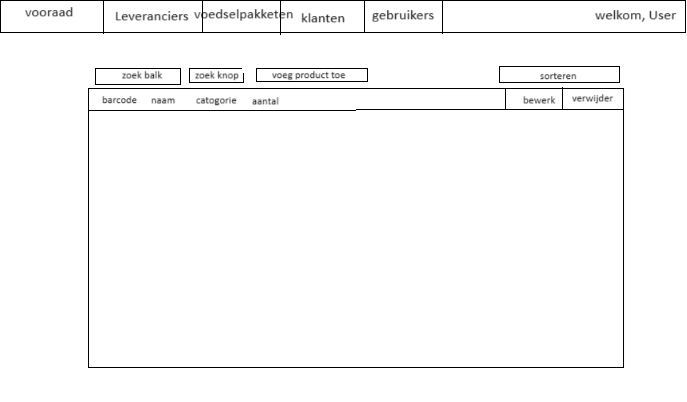 vooraad Leveranciers voedselpakketen klanten gebruikers welkom, User
zoek balk zoek knop voeg product toe sorteren
barcode naam catogorie aantal bewerk verwijder